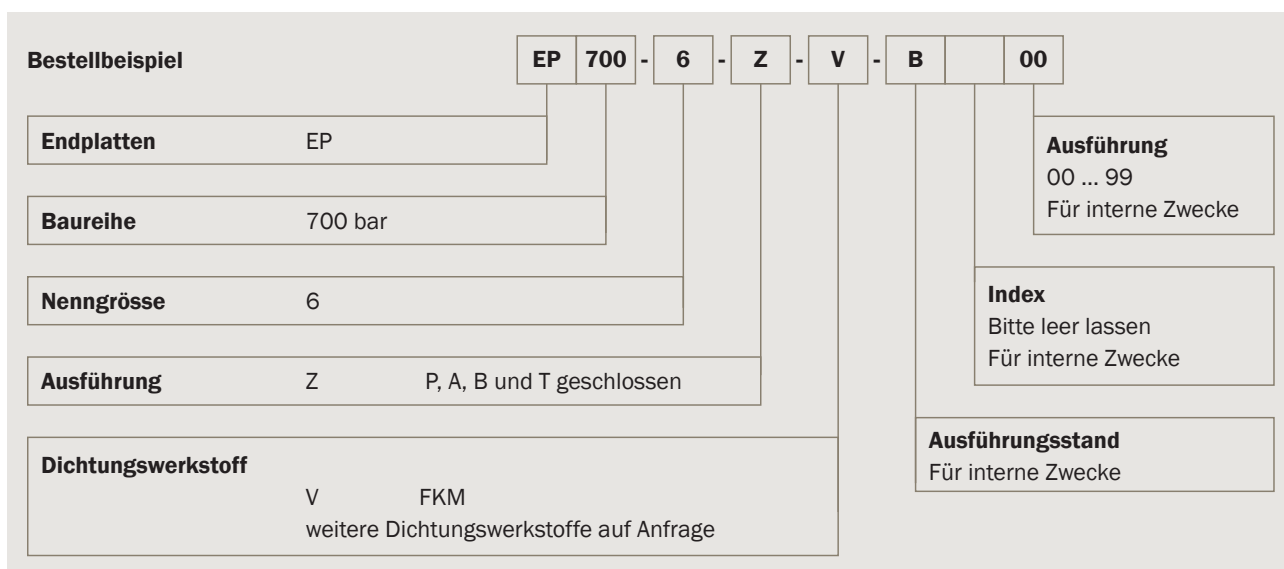 Bestellbeispiel
EP 700 - 6 - Z - V - B 00
Endplatten EP
Baureihe 700 bar
Nenngrösse 6
Ausführung Z P, A, B und T geschlossen
Dichtungswerkstoff
V FKM
weitere Dichtungswerkstoffe auf Anfrage
Ausführung
00 ... 99
Für interne Zwecke
Index
Bitte leer lassen
Für interne Zwecke
Ausführungsstand
Für interne Zwecke